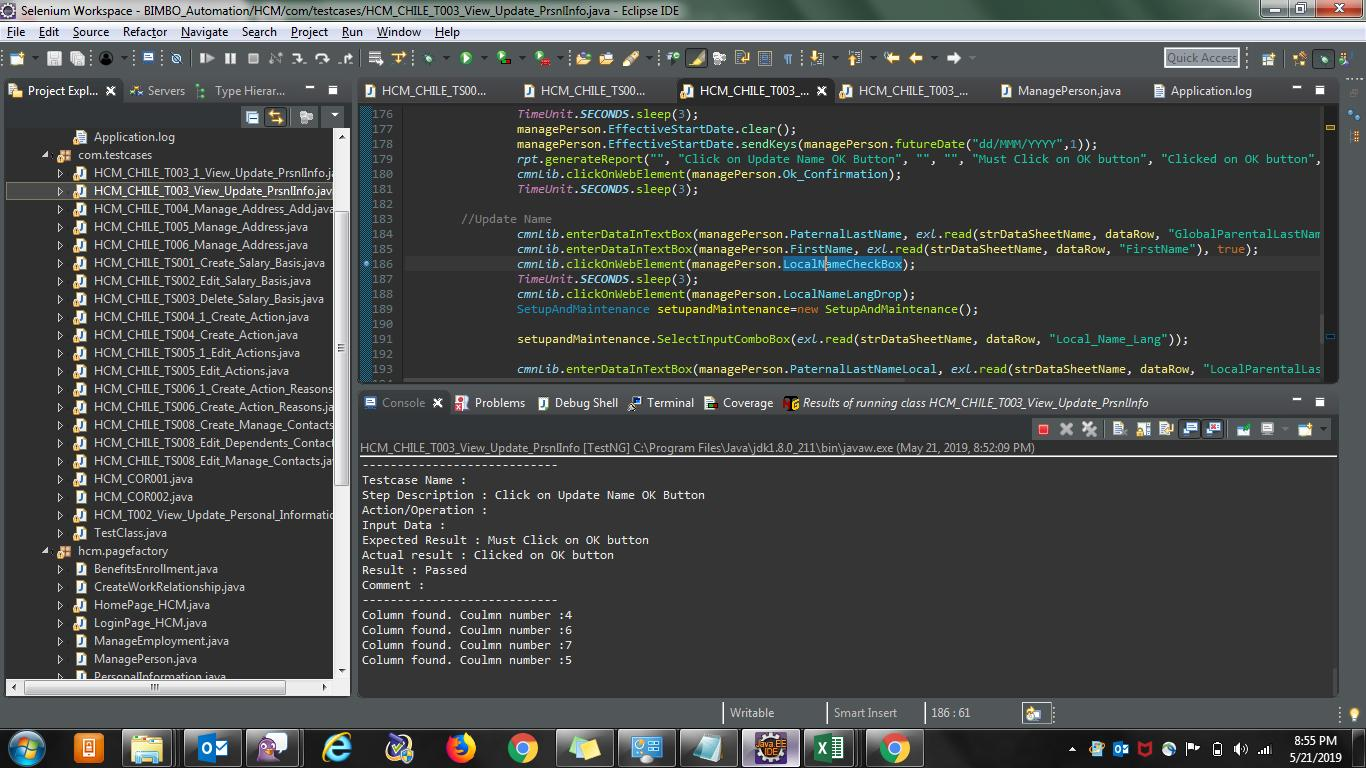 Selenium Workspace - BIMBO_Automation/HCM/com/testcases/HCM_CHILE_T003_View_Update_PrsnlInfo.java - Eclipse IDE
File Edit Source Refactor Navigate Search Project Run Window Help
Quick Access
Project Expl... Servers Type Hierar...
HCM_CHILE_TS00... HCM_CHILE_TS00... HCM_CHILE_T003_... HCM_CHILE_T003_... ManagePerson.java Application.log
Application.log
com.testcases
HCM_CHILE_T003_1_View_Update_PrsnlInfo.ja
HCM_CHILE_T003_View_Update_PrsnlInfo.java
HCM_CHILE_T004_Manage_Address_Add.java
HCM_CHILE_T005_Manage_Address.java
HCM_CHILE_T006_Manage_Address.java
HCM_CHILE_TS001_Create_Salary_Basis.java
HCM_CHILE_TS002_Edit_Salary_Basis.java
HCM_CHILE_TS003_Delete_Salary_Basis.java
HCM_CHILE_TS004_1_Create_Action.java
HCM_CHILE_TS004_Create_Action.java
HCM_CHILE_TS005_1_Edit_Actions.java
HCM_CHILE_TS005_Edit_Actions.java
HCM_CHILE_TS006_1_Create_Action_Reasons
HCM_CHILE_TS006_Create_Action_Reasons.ja
HCM_CHILE_TS008_Create_Manage_Contacts
HCM_CHILE_TS008_Edit_Dependents_Contact
HCM_CHILE_TS008_Edit_Manage_Contacts.jav
HCM_COR001.java
HCM_COR002.java
HCM_T002_View_Update_Personal_Informatio
TestClass.java
hcm.pagefactory
BenefitsEnrollment.java
CreateWorkRelationship.java
HomePage_HCM.java
LoginPage_HCM.java
ManageEmployment.java
ManagePerson.java
PersonalInformation.java
176 TimeUnit.SECONDS.sleep(3);
177 managePerson.EffectiveStartDate.clear();
178 managePerson.EffectiveStartDate.sendKeys(managePerson.futureDate("dd/MMM/YYYY",1));
179 rpt.generateReport("", "Click on Update Name OK Button", "", "", "Must Click on OK button", "Clicked on OK button",
180 cmnLib.clickOnWebElement(managePerson.Ok_Confirmation);
181 TimeUnit.SECONDS.sleep(3);
182
183 //Update Name
184 cmnLib.enterDataInTextBox(managePerson.PaternalLastName, exl.read(strDataSheetName, dataRow, "GlobalParentalLastNam
185 cmnLib.enterDataInTextBox(managePerson.FirstName, exl.read(strDataSheetName, dataRow, "FirstName"), true);
186 cmnLib.clickOnWebElement(managePerson.LocalNameCheckBox);
187 TimeUnit.SECONDS.sleep(3);
188 cmnLib.clickOnWebElement(managePerson.LocalNameLangDrop);
189 SetupAndMaintenance setupandMaintenance=new SetupAndMaintenance();
190
191 setupandMaintenance.SelectInputComboBox(exl.read(strDataSheetName, dataRow, "Local_Name_Lang"));
192
193 cmnLib.enterDataInTextBox(managePerson.PaternalLastNameLocal, exl.read(strDataSheetName, dataRow, "LocalParentalLas
Console Problems Debug Shell Terminal Coverage Results of running class HCM_CHILE_T003_View_Update_PrsnlInfo
HCM_CHILE_T003_View_Update_PrsnlInfo [TestNG] C:\Program Files\Java\jdk1.8.0_211\bin\javaw.exe (May 21, 2019, 8:52:09 PM)
-----------------------------
Testcase Name :
Step Description : Click on Update Name OK Button
Action/Operation :
Input Data :
Expected Result : Must Click on OK button
Actual result : Clicked on OK button
Result : Passed
Comment :
-----------------------------
Column found. Coulmn number :4
Column found. Coulmn number :6
Column found. Coulmn number :7
Column found. Coulmn number :5
Writable Smart Insert 186 : 61
Java EE
IDE
8:55 PM
5/21/2019